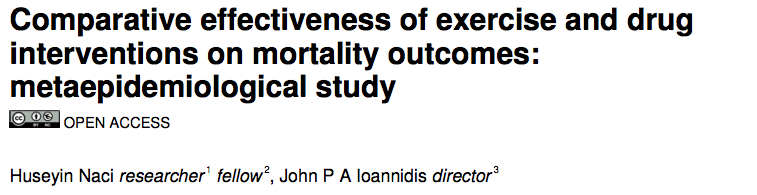 Comparative effectiveness of exercise and drug
interventions on mortality outcomes:
metaepidemiological study
OPEN ACCESS
Huseyin Naci researcher¹ fellow², John P A Ioannidis director³